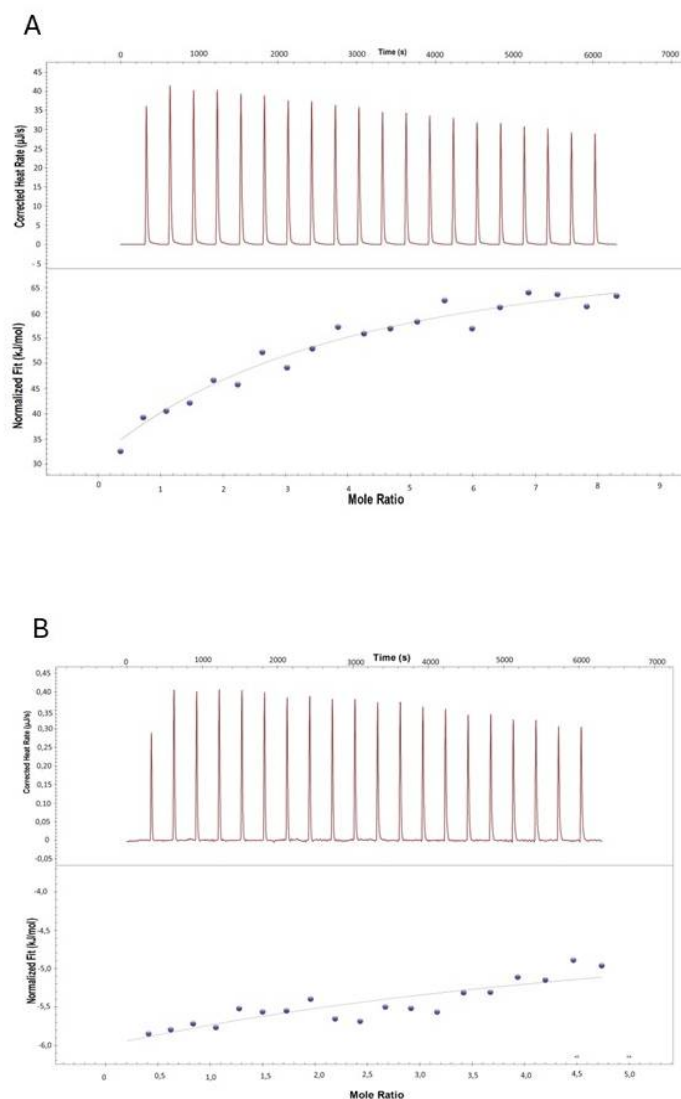 A
0 1000 2000 Time (s) 3000 4000 5000 6000 7000
45
40
35
30
25
20
15
10
5
0
- 5
Corrected Heat Rate (µJ/s)
65
60
55
50
45
40
35
30
Normalized Fit (kJ/mol)
0 1 2 3 4 5 6 7 8 9
Mole Ratio
B
0 1000 2000 3000 Time (s) 4000 5000 6000 7000
0,45
0,40
0,35
0,30
0,25
0,20
0,15
0,10
0,05
0
-0,05
Corrected Heat Rate (µJ/s)
-4,0
-4,5
-5,0
-5,5
-6,0
Normalized Fit (kJ/mol)
0 0,5 1,0 1,5 2,0 2,5 3,0 3,5 4,0 4,5 5,0
Mole Ratio